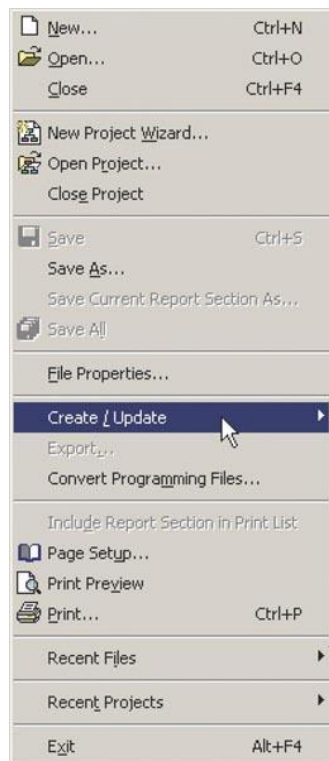 New... Ctrl+N
Open... Ctrl+O
Close Ctrl+F4
New Project Wizard...
Open Project...
Close Project
Save Ctrl+S
Save As...
Save Current Report Section As...
Save All
File Properties...
Create / Update
Export...
Convert Programming Files...
Include Report Section in Print List
Page Setup...
Print Preview
Print... Ctrl+P
Recent Files
Recent Projects
Exit Alt+F4